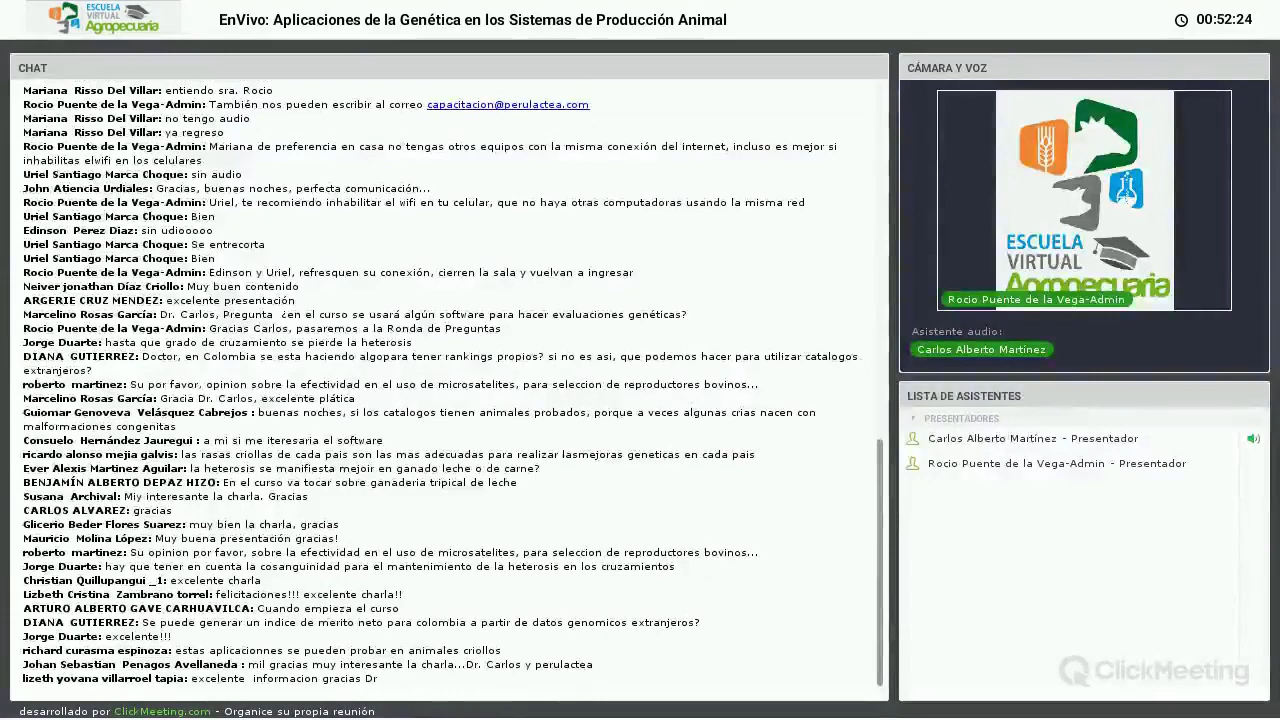 ESCUELA
VIRTUAL
Agropecuaria
EnVivo: Aplicaciones de la Genética en los Sistemas de Producción Animal
00:52:24
CHAT
Mariana Risso Del Villar: entiendo sra. Rocio
Rocio Puente de la Vega-Admin: También nos pueden escribir al correo capacitacion@perulactea.com
Mariana Risso Del Villar: no tengo audio
Mariana Risso Del Villar: ya regreso
Rocio Puente de la Vega-Admin: Mariana de preferencia en casa no tengas otros equipos con la misma conexión del internet, incluso es mejor si
inhabilitas elwifi en los celulares
Uriel Santiago Marca Choque: sin audio
John Atiencia Urdiales: Gracias, buenas noches, perfecta comunicación...
Rocio Puente de la Vega-Admin: Uriel, te recomiendo inhabilitar el wifi en tu celular, que no haya otras computadoras usando la misma red
Uriel Santiago Marca Choque: Bien
Edinson Perez Diaz: sin udiooooo
Uriel Santiago Marca Choque: Se entrecorta
Uriel Santiago Marca Choque: Bien
Rocio Puente de la Vega-Admin: Edinson y Uriel, refresquen su conexión, cierren la sala y vuelvan a ingresar
Neiver jonathan Díaz Criollo: Muy buen contenido
ARGERIE CRUZ MENDEZ: excelente presentación
Marcelino Rosas García: Dr. Carlos, Pregunta ¿en el curso se usará algún software para hacer evaluaciones genéticas?
Rocio Puente de la Vega-Admin: Gracias Carlos, pasaremos a la Ronda de Preguntas
Jorge Duarte: hasta que grado de cruzamiento se pierde la heterosis
DIANA GUTIERREZ: Doctor, en Colombia se esta haciendo algopara tener rankings propios? si no es asi, que podemos hacer para utilizar catalogos
extranjeros?
roberto martinez: Su por favor, opinion sobre la efectividad en el uso de microsatelites, para seleccion de reproductores bovinos...
Marcelino Rosas García: Gracia Dr. Carlos, excelente plática
Guiomar Genoveva Velásquez Cabrejos : buenas noches, si los catalogos tienen animales probados, porque a veces algunas crias nacen con
malformaciones congenitas
Consuelo Hernández Jauregui : a mi si me iteresaria el software
ricardo alonso mejia galvis: las rasas criollas de cada pais son las mas adecuadas para realizar lasmejoras geneticas en cada pais
Ever Alexis Martinez Aguilar: la heterosis se manifiesta mejoir en ganado leche o de carne?
BENJAMÍN ALBERTO DEPAZ HIZO: En el curso va tocar sobre ganaderia tripical de leche
Susana Archival: Miy interesante la charla. Gracias
CARLOS ALVAREZ: gracias
Glicerio Beder Flores Suarez: muy bien la charla, gracias
Mauricio Molina López: Muy buena presentación gracias!
roberto martinez: Su opinion por favor, sobre la efectividad en el uso de microsatelites, para seleccion de reproductores bovinos...
Jorge Duarte: hay que tener en cuenta la cosanguinidad para el mantenimiento de la heterosis en los cruzamientos
Christian Quillupangui _1: excelente charla
Lizbeth Cristina Zambrano torrel: felicitaciones!!! excelente charla!!
ARTURO ALBERTO GAVE CARHUAVILCA: Cuando empieza el curso
DIANA GUTIERREZ: Se puede generar un indice de merito neto para colombia a partir de datos genomicos extranjeros?
Jorge Duarte: excelente!!!
richard curasma espinoza: estas aplicacionnes se pueden probar en animales criollos
Johan Sebastian Penagos Avellaneda : mil gracias muy interesante la charla...Dr. Carlos y perulactea
lizeth yovana villarroel tapia: excelente informacion gracias Dr
CÁMARA Y VOZ
ESCUELA
VIRTUAL
Agropecuaria
Rocio Puente de la Vega-Admin
Asistente audio:
Carlos Alberto Martínez
LISTA DE ASISTENTES
PRESENTADORES
Carlos Alberto Martínez - Presentador
Rocio Puente de la Vega-Admin - Presentador
ClickMeeting
desarrollado por ClickMeeting.com - Organice su propia reunión